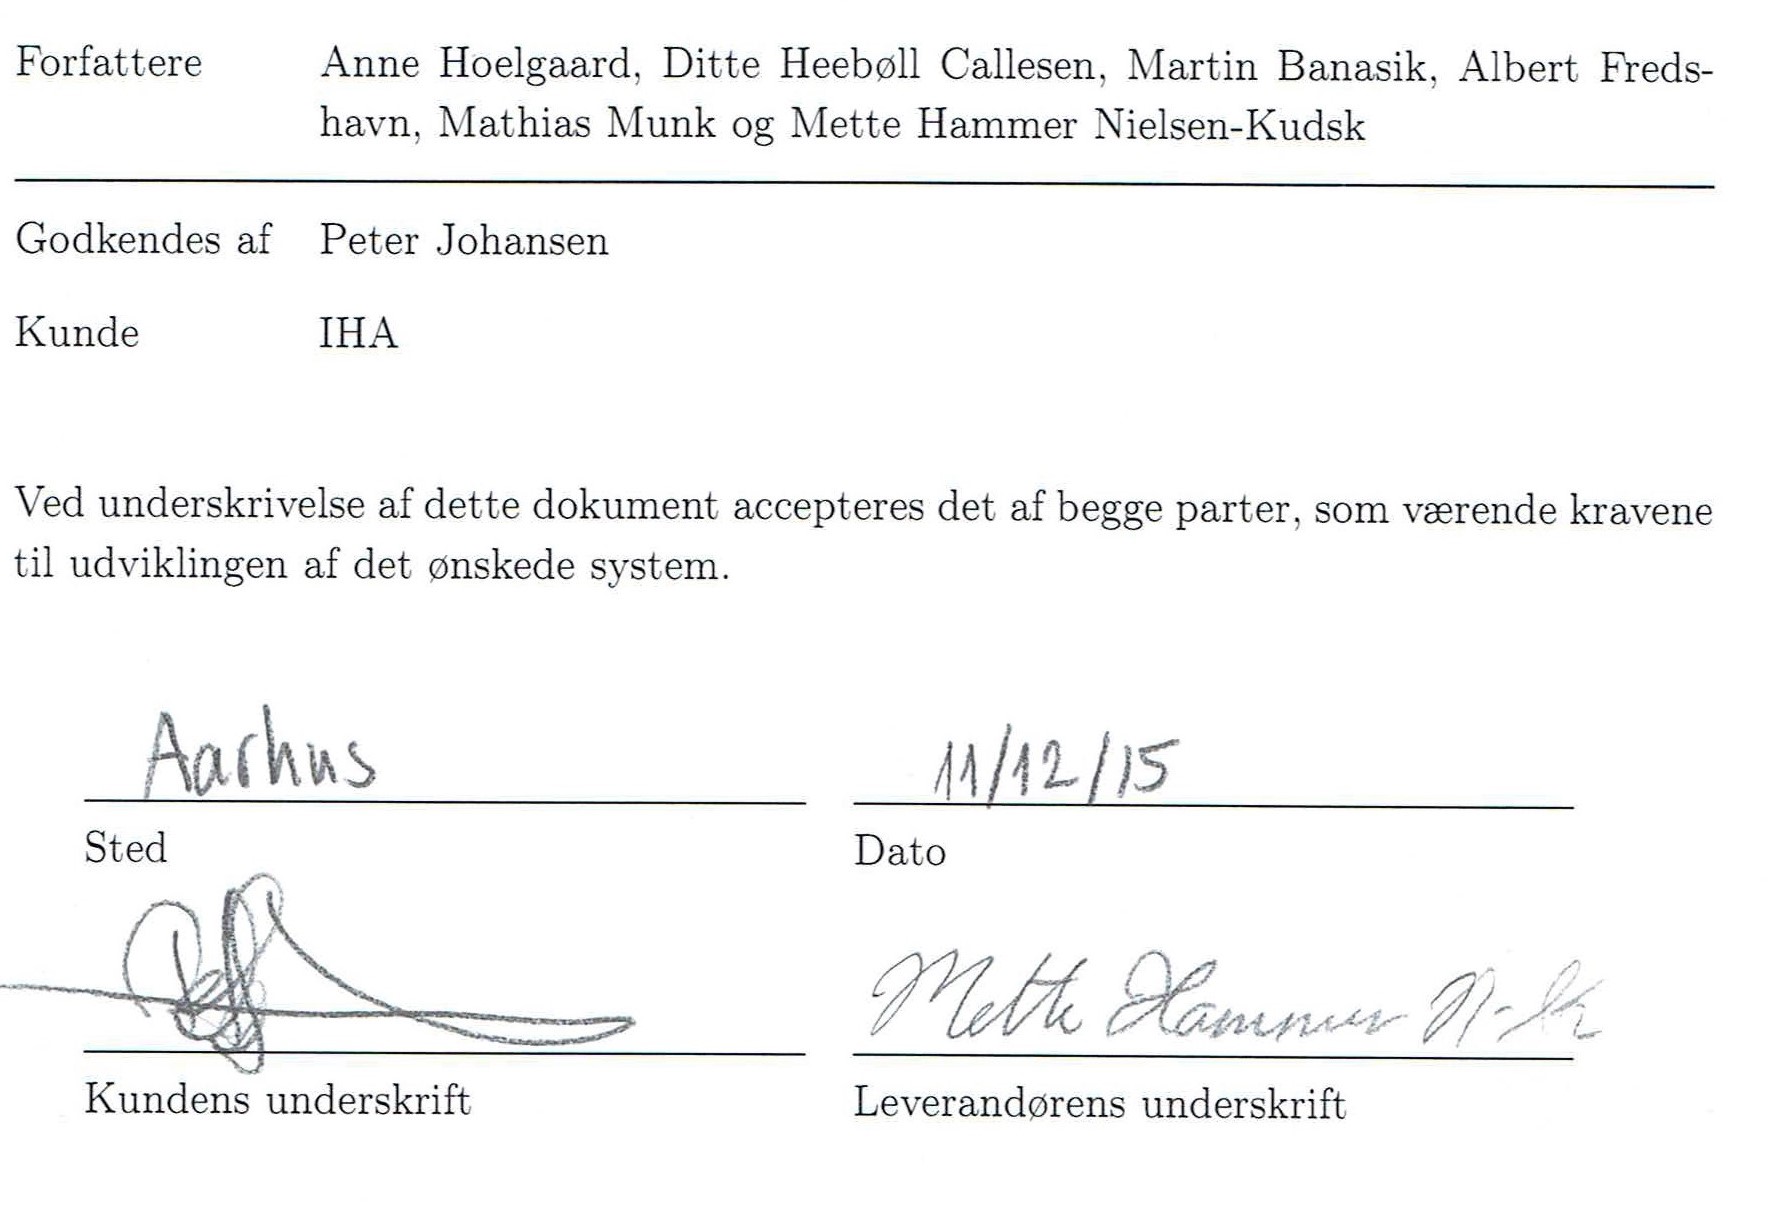 Forfattere Anne Hoelgaard, Ditte Heebøll Callesen, Martin Banasik, Albert Freds-
havn, Mathias Munk og Mette Hammer Nielsen-Kudsk
Godkendes af Peter Johansen
Kunde IHA
Ved underskrivelse af dette dokument accepteres det af begge parter, som værende kravene
til udviklingen af det ønskede system.
Aarhus 11/12/15
Sted Dato
Mette Hammer N-K
Kundens underskrift Leverandørens underskrift